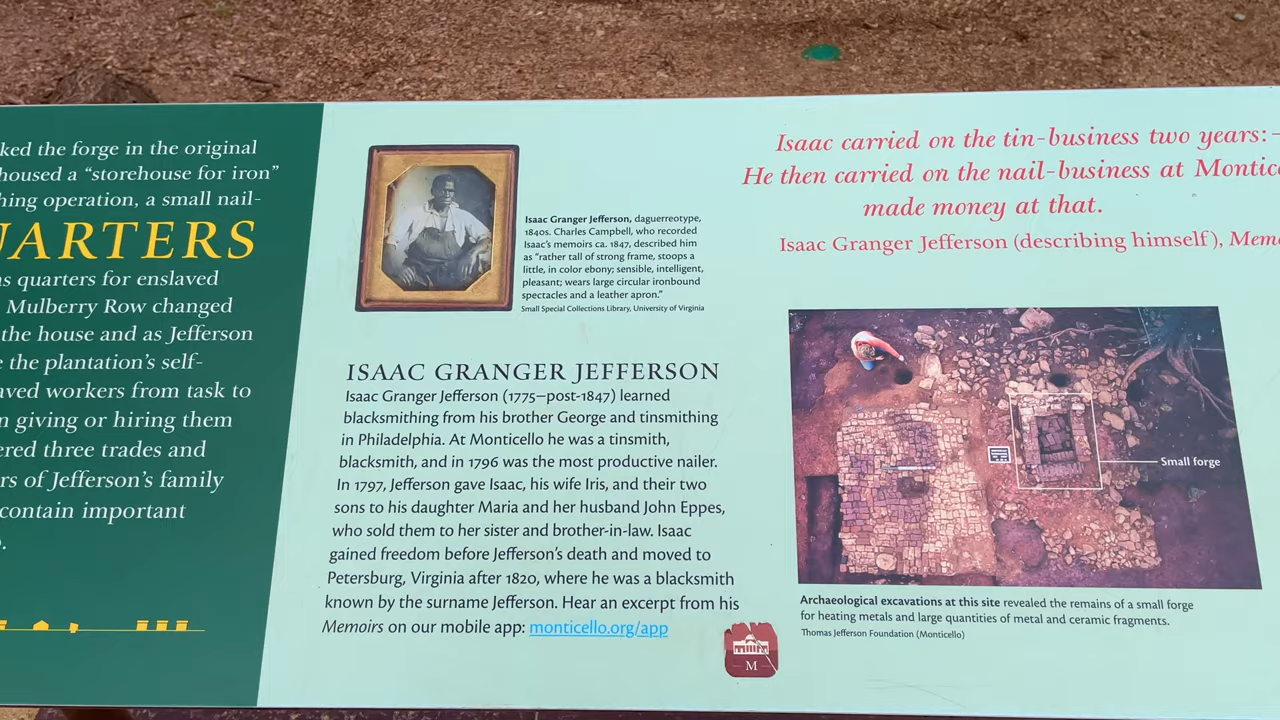 ked the forge in the original
housed a “storehouse for iron”
hing operation, a small nail-
UARTERS
as quarters for enslaved
Mulberry Row changed
the house and as Jefferson
e the plantation’s self-
aved workers from task to
n giving or hiring them
ered three trades and
rs of Jefferson’s family
contain important
.
Isaac Granger Jefferson, daguerreotype,
1840s. Charles Campbell, who recorded
Isaac’s memoirs ca. 1847, described him
as “rather tall of strong frame, stoops a
little, in color ebony; sensible, intelligent,
pleasant; wears large circular ironbound
spectacles and a leather apron.”
Small Special Collections Library, University of Virginia
ISAAC GRANGER JEFFERSON
Isaac Granger Jefferson (1775–post-1847) learned
blacksmithing from his brother George and tinsmithing
in Philadelphia. At Monticello he was a tinsmith,
blacksmith, and in 1796 was the most productive nailer.
In 1797, Jefferson gave Isaac, his wife Iris, and their two
sons to his daughter Maria and her husband John Eppes,
who sold them to her sister and brother-in-law. Isaac
gained freedom before Jefferson’s death and moved to
Petersburg, Virginia after 1820, where he was a blacksmith
known by the surname Jefferson. Hear an excerpt from his
Memoirs on our mobile app: monticello.org/app
M
Isaac carried on the tin-business two years:–
He then carried on the nail-business at Montice
made money at that.
Isaac Granger Jefferson (describing himself), Memo
Small forge
Archaeological excavations at this site revealed the remains of a small forge
for heating metals and large quantities of metal and ceramic fragments.
Thomas Jefferson Foundation (Monticello)